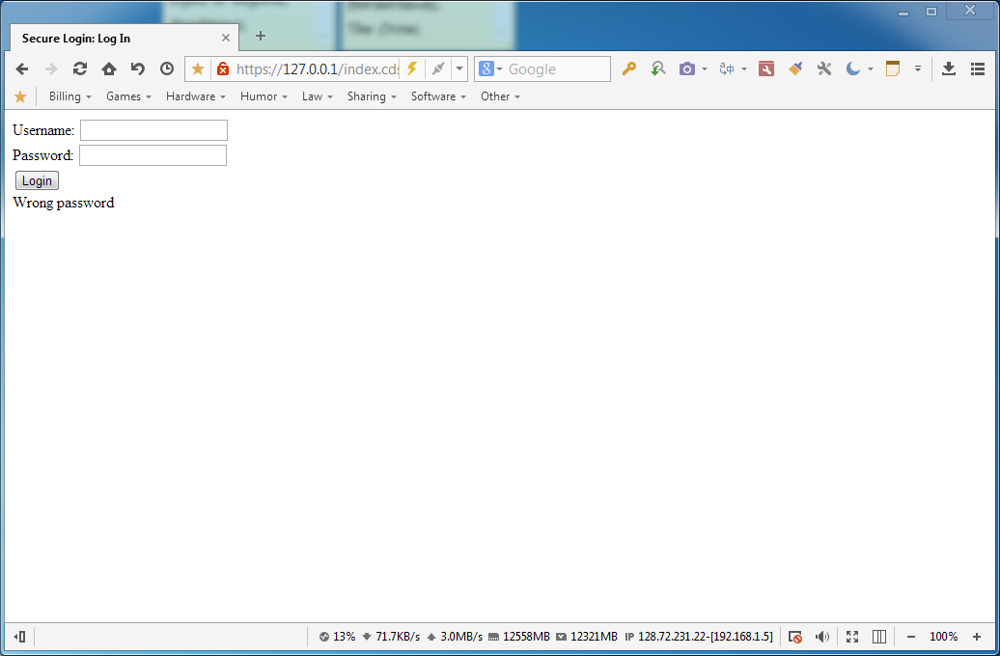 The Crow,
Secure Login: Log In
https://127.0.0.1/index.cds
Google
Billing Games Hardware Humor Law Sharing Software Other
Username:
Password:
Login
Wrong password
13% 71.7KB/s 3.0MB/s 12558MB 12321MB IP 128.72.231.22-[192.168.1.5] 100%